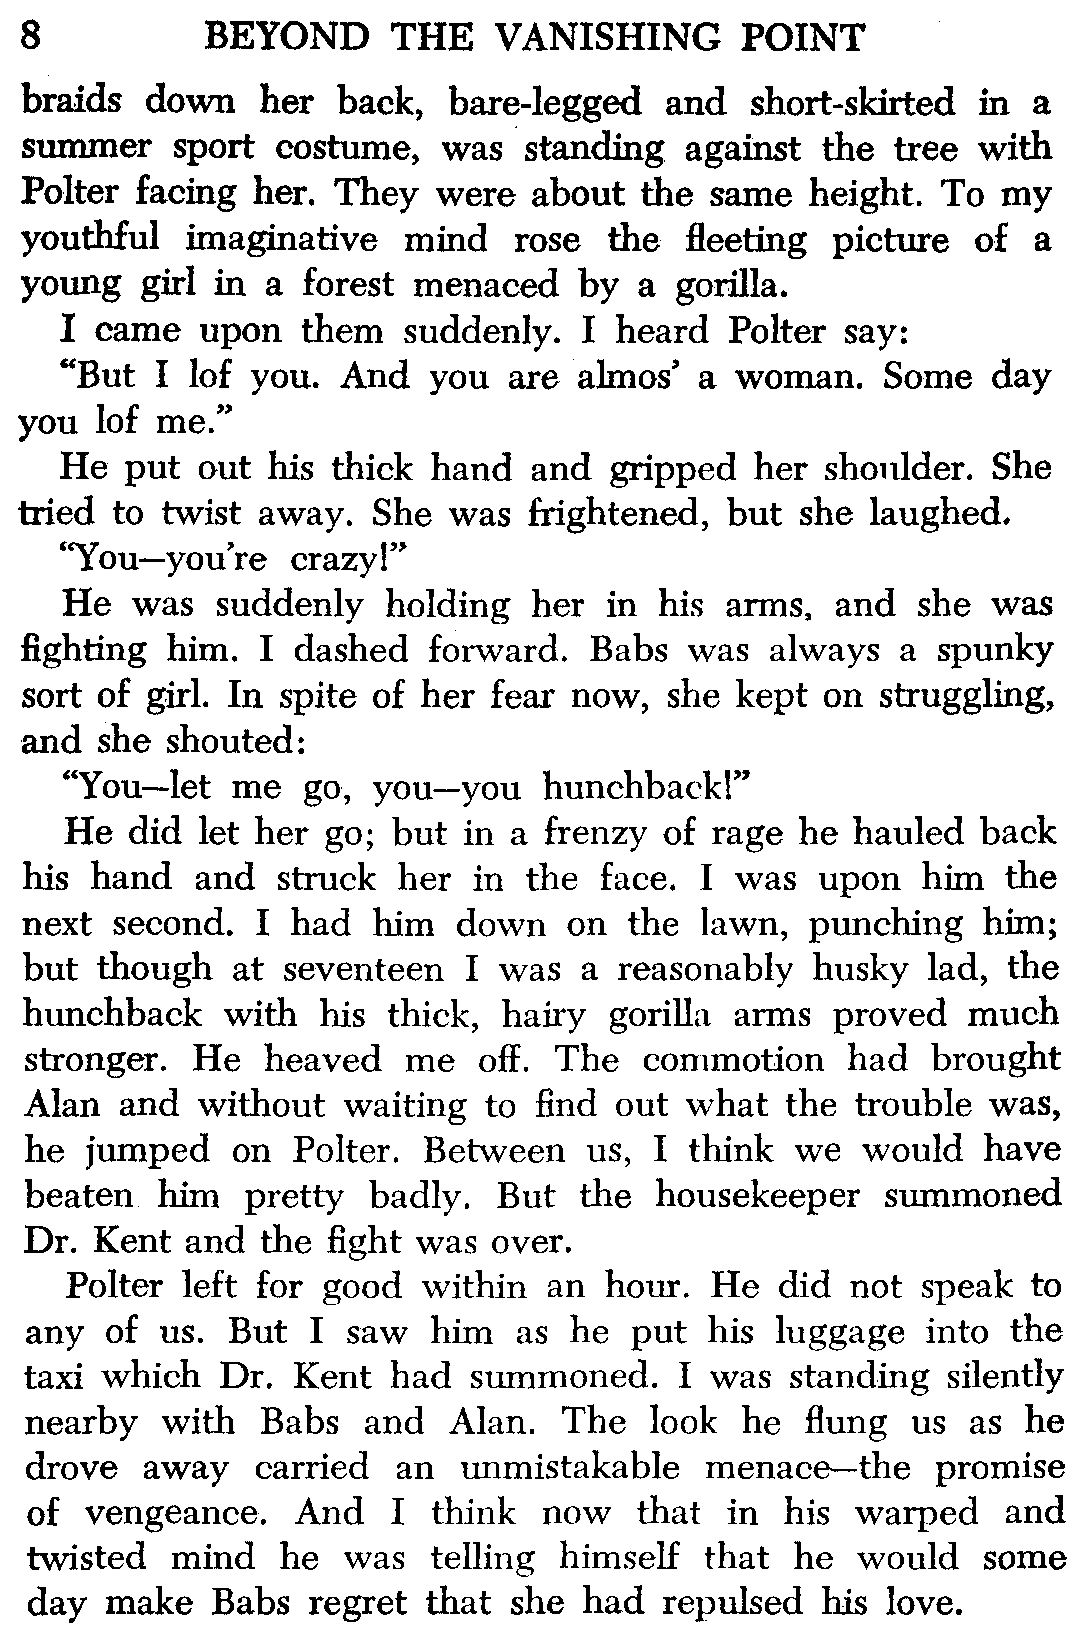 8 BEYOND THE VANISHING POINT
braids down her back, bare-legged and short-skirted in a
summer sport costume, was standing against the tree with
Polter facing her. They were about the same height. To my
youthful imaginative mind rose the fleeting picture of a
young girl in a forest menaced by a gorilla.
I came upon them suddenly. I heard Polter say:
“But I lof you. And you are almos’ a woman. Some day
you lof me.”
He put out his thick hand and gripped her shoulder. She
tried to twist away. She was frightened, but she laughed.
“You—you’re crazy!”
He was suddenly holding her in his arms, and she was
fighting him. I dashed forward. Babs was always a spunky
sort of girl. In spite of her fear now, she kept on struggling,
and she shouted:
“You—let me go, you—you hunchback!”
He did let her go; but in a frenzy of rage he hauled back
his hand and struck her in the face. I was upon him the
next second. I had him down on the lawn, punching him;
but though at seventeen I was a reasonably husky lad, the
hunchback with his thick, hairy gorilla arms proved much
stronger. He heaved me off. The commotion had brought
Alan and without waiting to find out what the trouble was,
he jumped on Polter. Between us, I think we would have
beaten him pretty badly. But the housekeeper summoned
Dr. Kent and the fight was over.
Polter left for good within an hour. He did not speak to
any of us. But I saw him as he put his luggage into the
taxi which Dr. Kent had summoned. I was standing silently
nearby with Babs and Alan. The look he flung us as he
drove away carried an unmistakable menace—the promise
of vengeance. And I think now that in his warped and
twisted mind he was telling himself that he would some
day make Babs regret that she had repulsed his love.